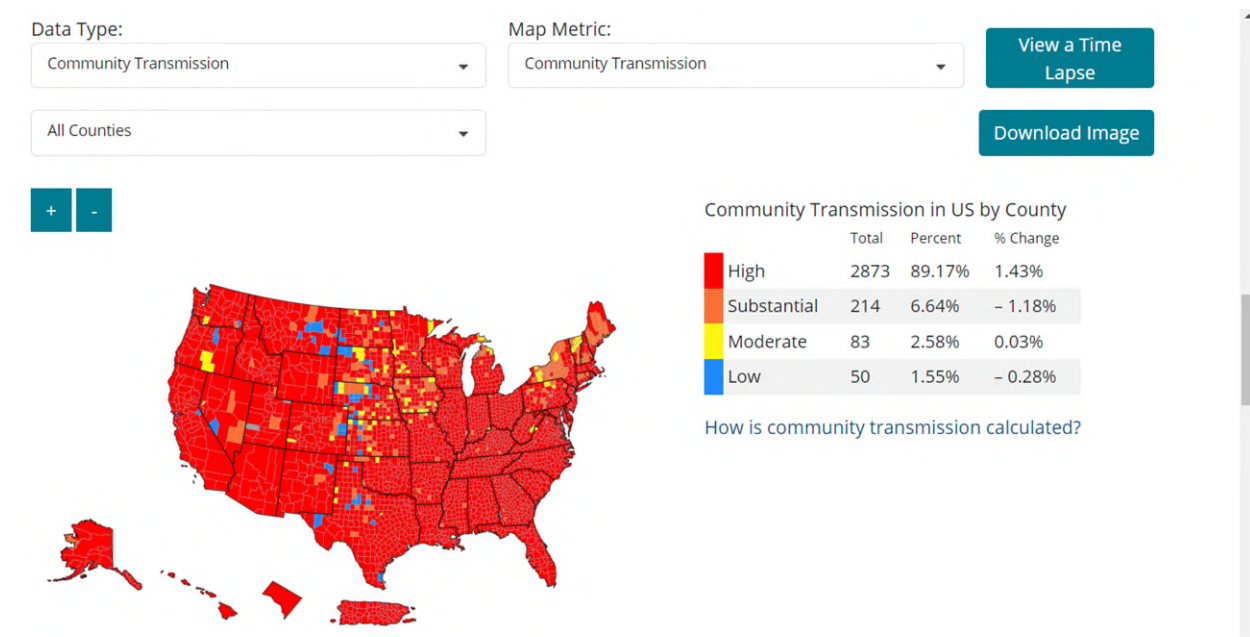 Data Type:
Map Metric:
Community Transmission
Community Transmission
View a Time
Lapse
All Counties
Download Image
+ -
Community Transmission in US by County
Total Percent % Change
High 2873 89.17% 1.43%
Substantial 214 6.64% – 1.18%
Moderate 83 2.58% 0.03%
Low 50 1.55% – 0.28%
How is community transmission calculated?